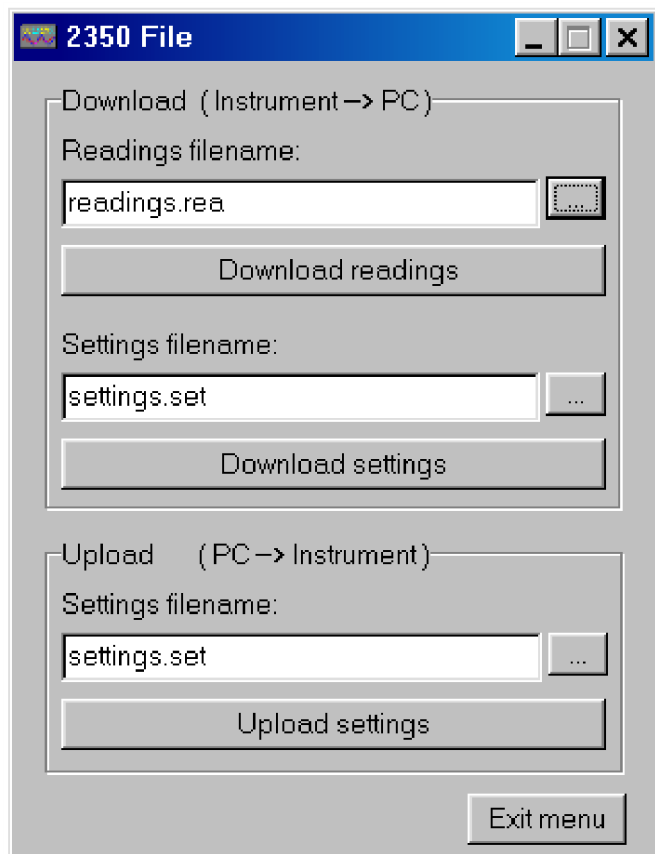 2350 File
Download (Instrument –> PC)
Readings filename:
readings.rea ...
Download readings
Settings filename:
settings.set ...
Download settings
Upload (PC –> Instrument)
Settings filename:
settings.set ...
Upload settings
Exit menu